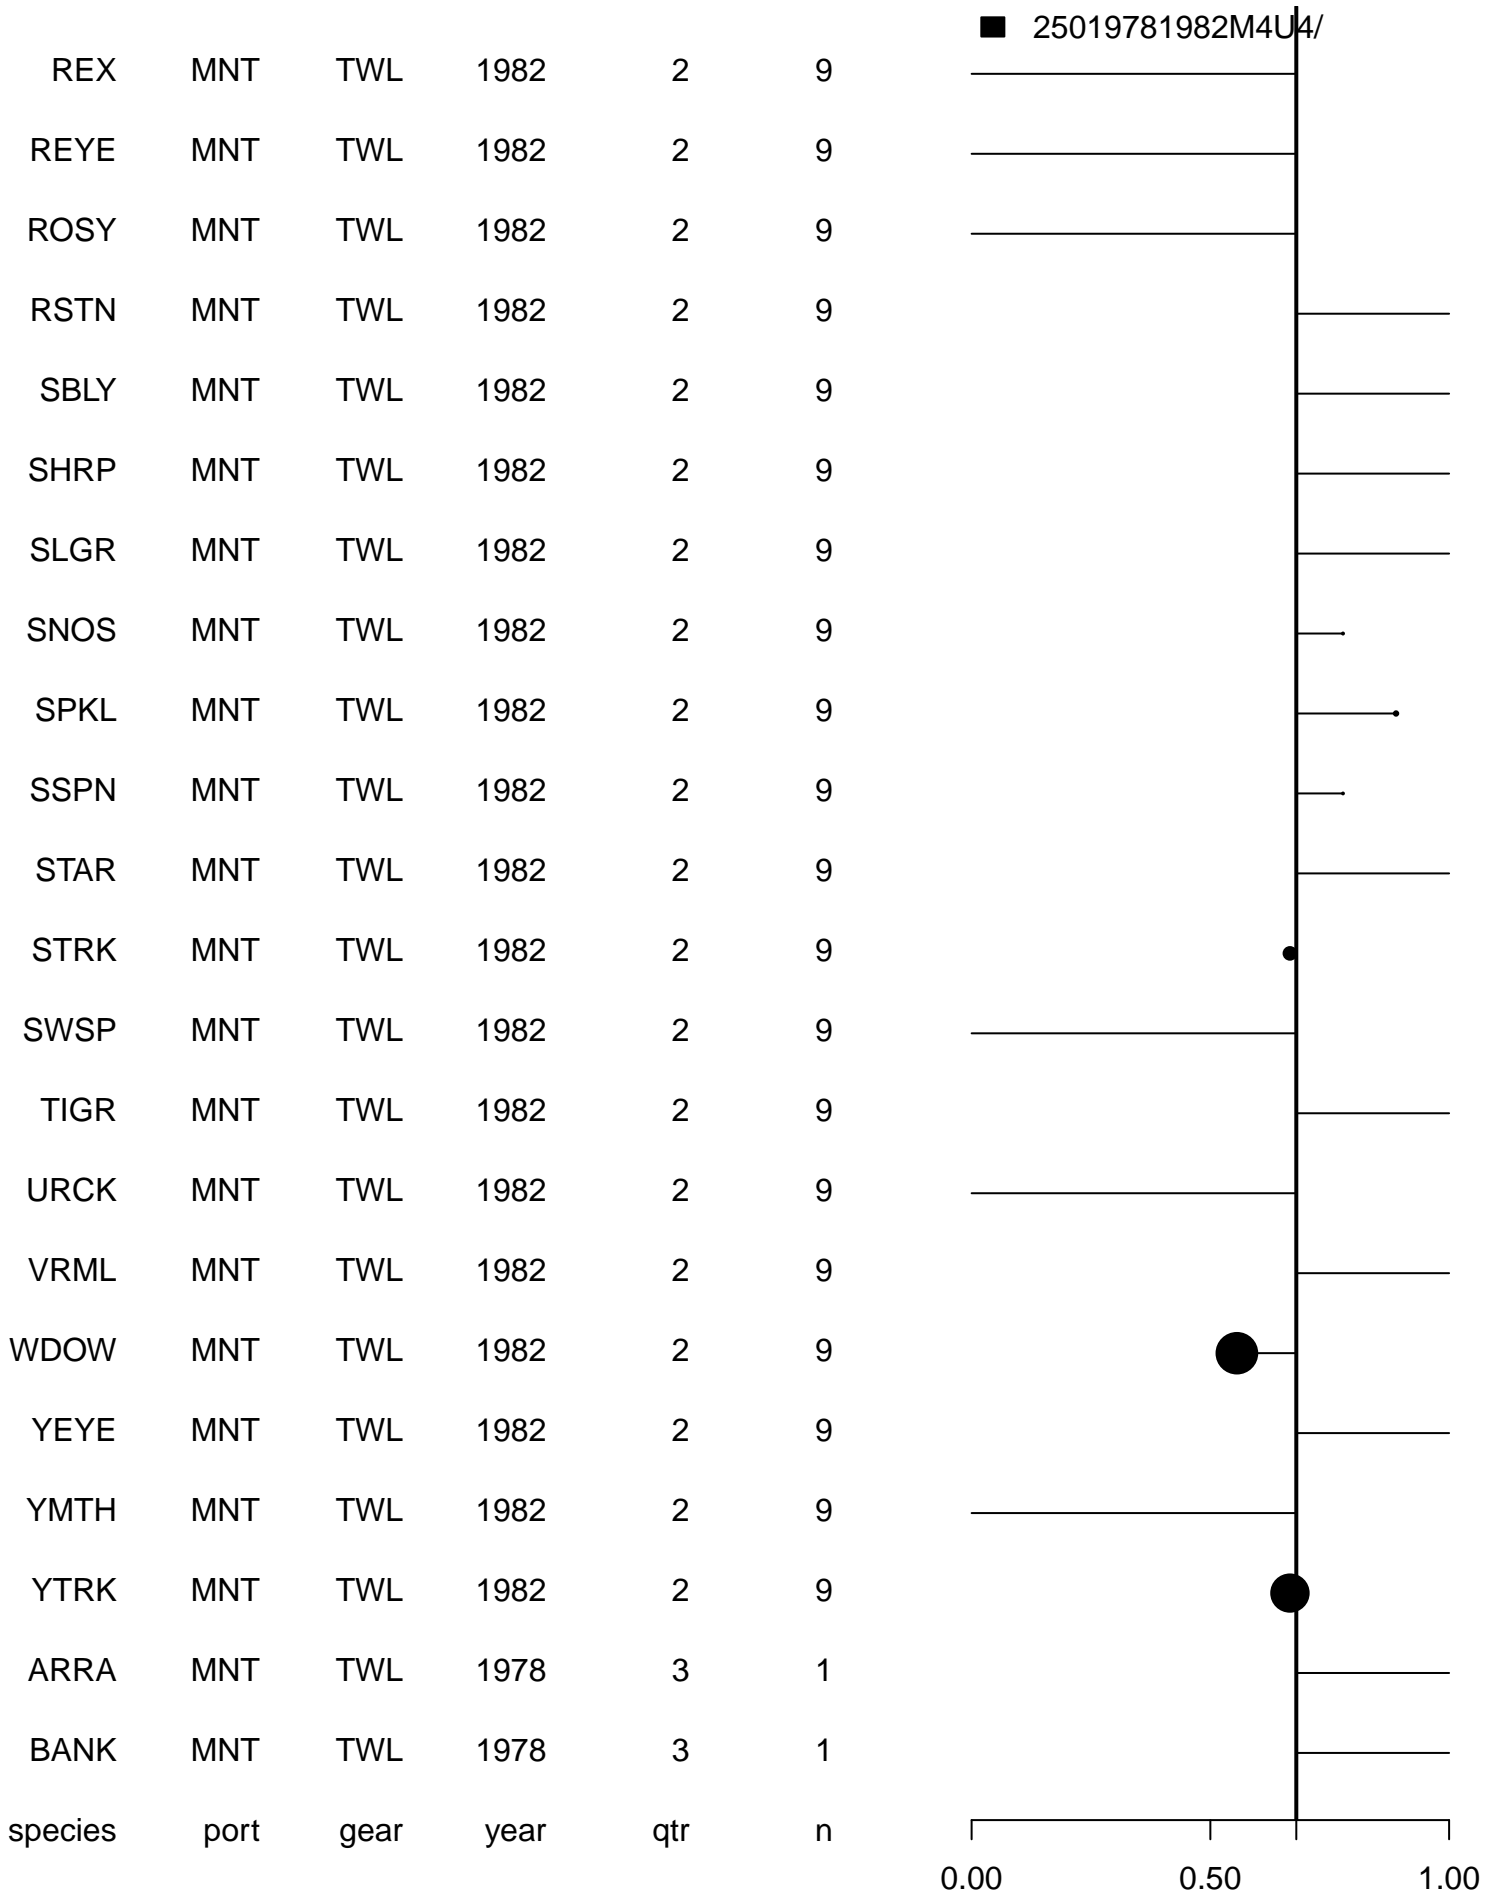 25019781982M4U4/
REX MNT TWL 1982 2 9
REYE MNT TWL 1982 2 9
ROSY MNT TWL 1982 2 9
RSTN MNT TWL 1982 2 9
SBLY MNT TWL 1982 2 9
SHRP MNT TWL 1982 2 9
SLGR MNT TWL 1982 2 9
SNOS MNT TWL 1982 2 9
SPKL MNT TWL 1982 2 9
SSPN MNT TWL 1982 2 9
STAR MNT TWL 1982 2 9
STRK MNT TWL 1982 2 9
SWSP MNT TWL 1982 2 9
TIGR MNT TWL 1982 2 9
URCK MNT TWL 1982 2 9
VRML MNT TWL 1982 2 9
WDOW MNT TWL 1982 2 9
YEYE MNT TWL 1982 2 9
YMTH MNT TWL 1982 2 9
YTRK MNT TWL 1982 2 9
ARRA MNT TWL 1978 3 1
BANK MNT TWL 1978 3 1
species port gear year qtr n
0.00 0.50 1.00